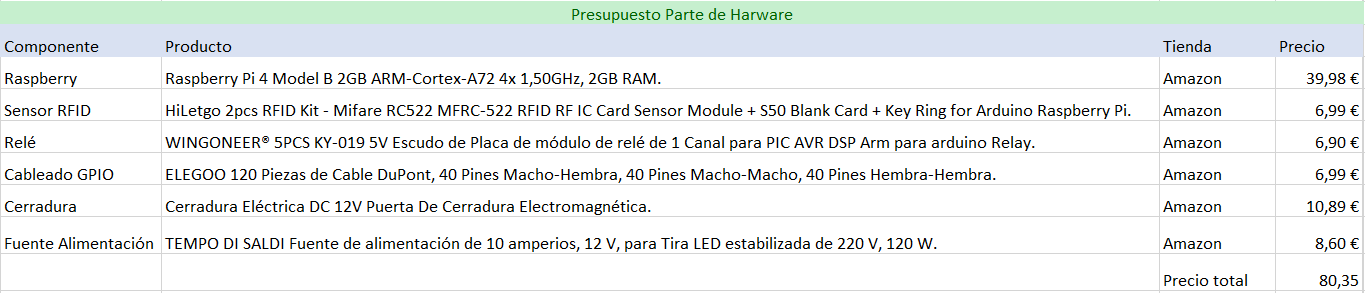 Presupuesto Parte de Harware
Componente Producto Tienda Precio
Raspberry Raspberry Pi 4 Model B 2GB ARM-Cortex-A72 4x 1,50GHz, 2GB RAM. Amazon 39,98 €
Sensor RFID HiLetgo 2pcs RFID Kit - Mifare RC522 MFRC-522 RFID RF IC Card Sensor Module + S50 Blank Card + Key Ring for Arduino Raspberry Pi. Amazon 6,99 €
Relé WINGONEER® 5PCS KY-019 5V Escudo de Placa de módulo de relé de 1 Canal para PIC AVR DSP Arm para arduino Relay. Amazon 6,90 €
Cableado GPIO ELEGOO 120 Piezas de Cable DuPont, 40 Pines Macho-Hembra, 40 Pines Macho-Macho, 40 Pines Hembra-Hembra. Amazon 6,99 €
Cerradura Cerradura Eléctrica DC 12V Puerta De Cerradura Electromagnética. Amazon 10,89 €
Fuente Alimentación TEMPO DI SALDI Fuente de alimentación de 10 amperios, 12 V, para Tira LED estabilizada de 220 V, 120 W. Amazon 8,60 €
Precio total 80,35